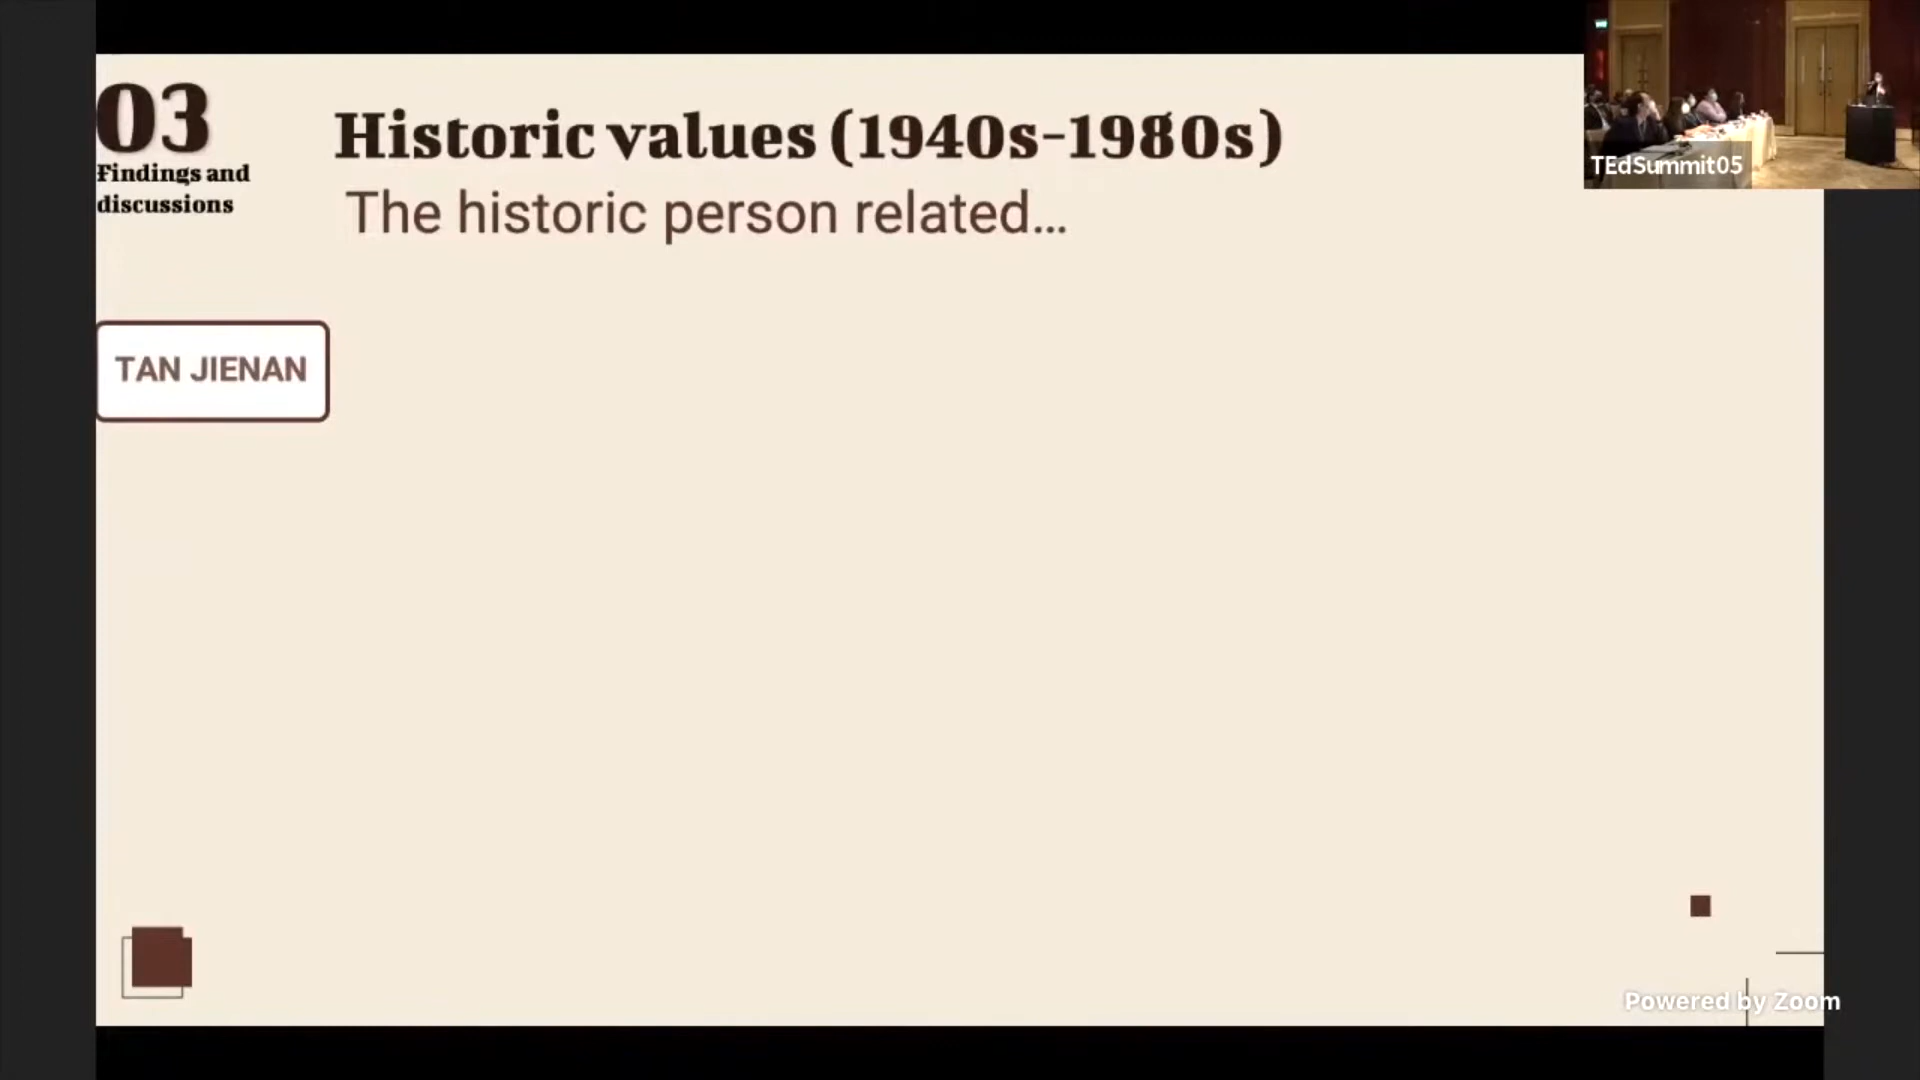 03
Findings and
discussions
Historic values (1940s-1980s)
The historic person related...
TAN JIENAN
TEdSummit05
Powered by Zoom